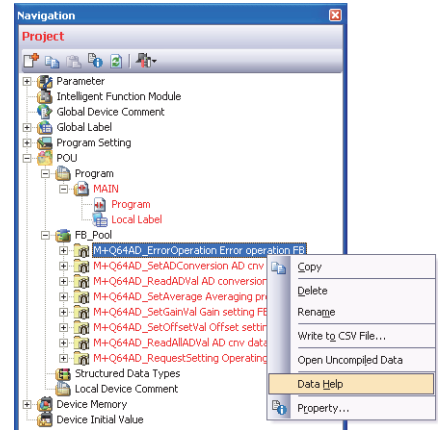 Navigation
Project
Parameter
Intelligent Function Module
Global Device Comment
Global Label
Program Setting
POU
Program
MAIN
Program
Local Label
FB_Pool
M+Q64AD_ErrorOperation Error operation FB
M+Q64AD_SetADConversion AD cnv
M+Q64AD_ReadADVal AD conversion
M+Q64AD_SetAverage Averaging pro
M+Q64AD_SetGainVal Gain setting FB
M+Q64AD_SetOffsetVal Offset settin
M+Q64AD_ReadAllADVal AD cnv data
M+Q64AD_RequestSetting Operating
Structured Data Types
Local Device Comment
Device Memory
Device Initial Value
Copy
Delete
Rename
Write to CSV File...
Open Uncompiled Data
Data Help
Property...